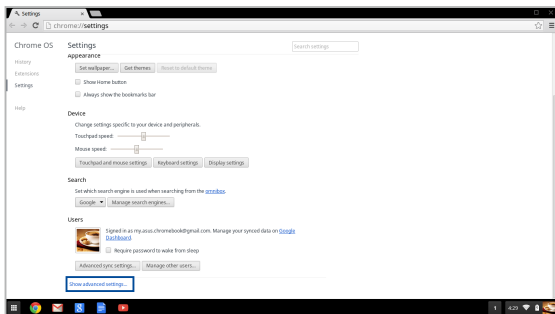 Settings
chrome://settings
Chrome OS
History
Extensions
Settings
Help
Settings
Search settings
Appearance
Set wallpaper...
Get themes
Reset to default theme
Show Home button
Always show the bookmarks bar
Device
Change settings specific to your device and peripherals.
Touchpad speed:
Mouse speed:
Touchpad and mouse settings
Keyboard settings
Display settings
Search
Set which search engine is used when searching from the omnibox.
Google
Manage search engines...
Users
Signed in as my.asus.chromebook@gmail.com. Manage your synced data on Google
Dashboard.
Require password to wake from sleep
Advanced sync settings...
Manage other users...
Show advanced settings...
8
1
4:29